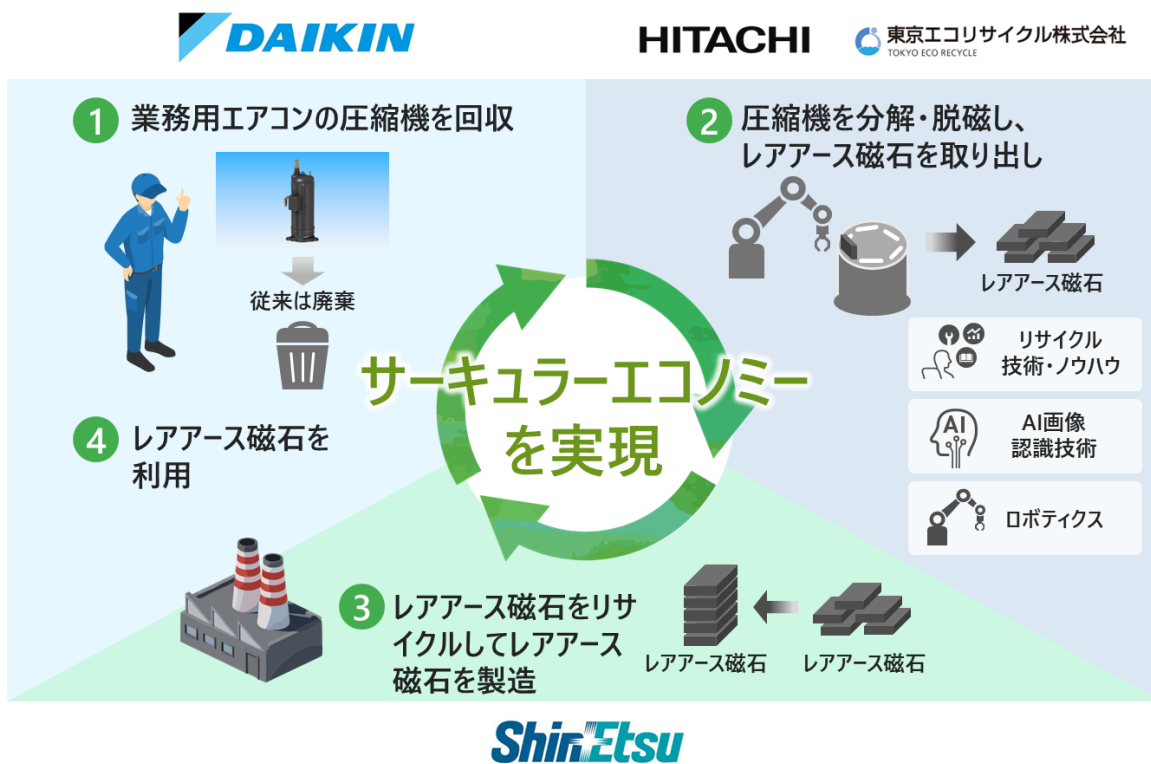 DAIKIN
HITACHI
東京エコリサイクル株式会社
TOKYO ECO RECYCLE
1 業務用エアコンの圧縮機を回収
従来は廃棄
2 圧縮機を分解・脱磁し、
レアアース磁石を取り出し
レアアース磁石
リサイクル
技術・ノウハウ
AI
AI画像
認識技術
ロボティクス
サーキュラーエコノミー
を実現
4 レアアース磁石を
利用
3 レアアース磁石をリサ
イクルしてレアアース
磁石を製造
レアアース磁石
レアアース磁石
ShinEtsu